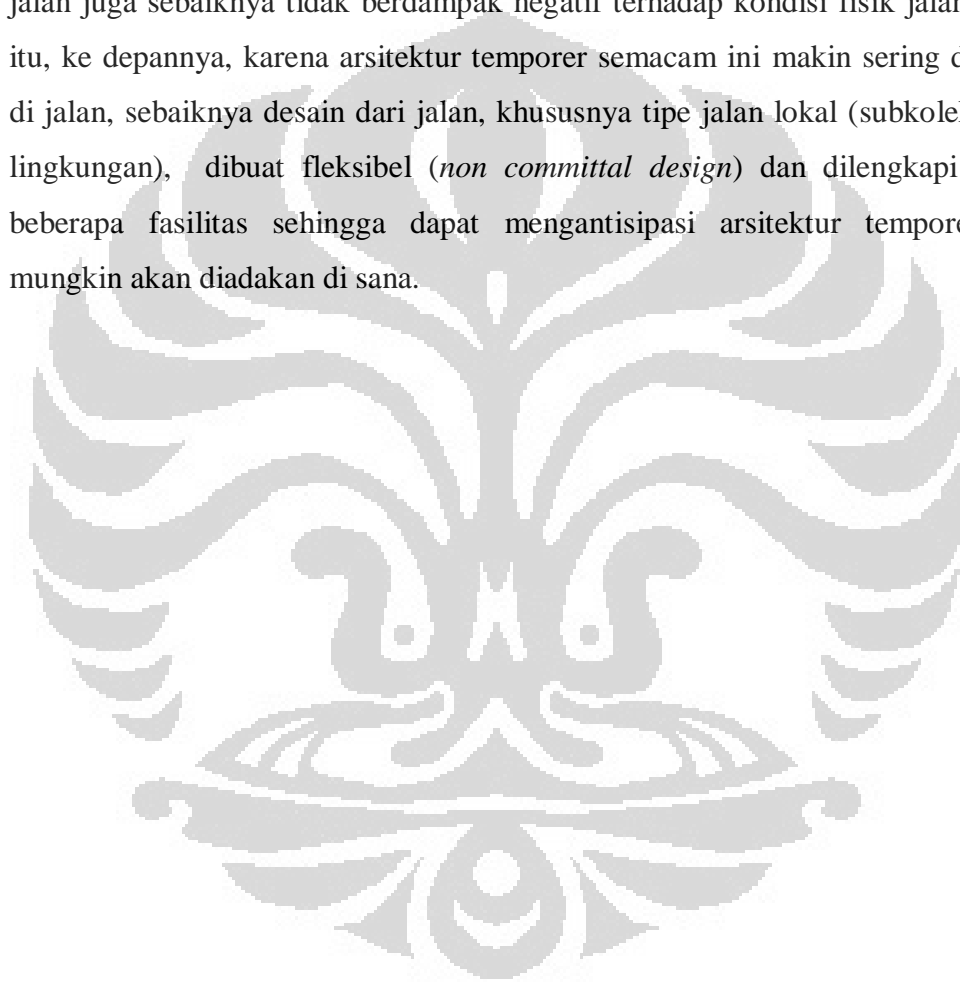 jalan juga sebaiknya tidak berdampak negatif terhadap kondisi fisik jalan
itu, ke depannya, karena arsitektur temporer semacam ini makin sering
di jalan, sebaiknya desain dari jalan, khususnya tipe jalan lokal
lingkungan), dibuat fleksibel (non committal design) dan dilengkapi
beberapa fasilitas sehingga dapat mengantisipasi arsitektur
mungkin akan diadakan di sana.